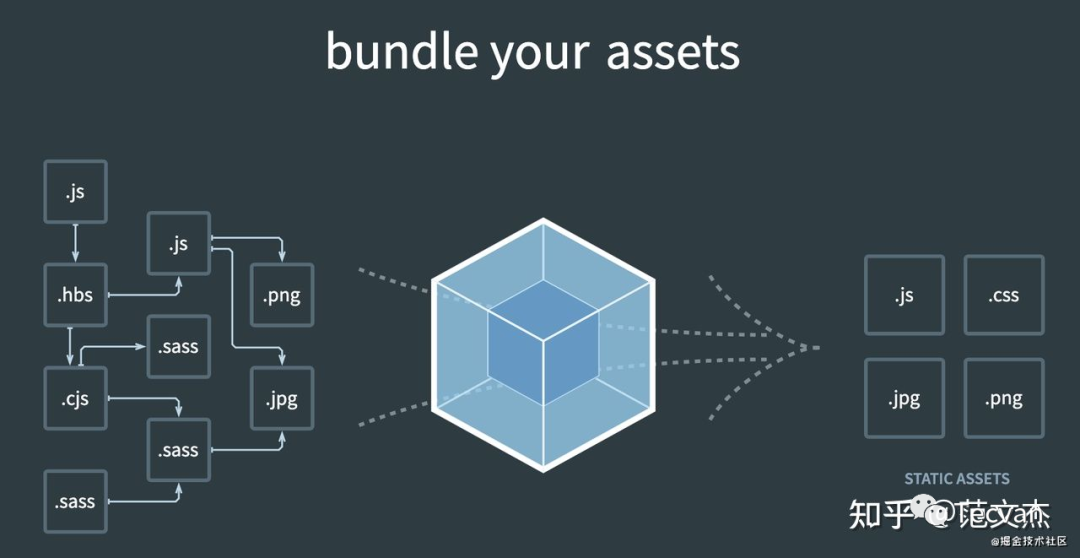 bundle your assets
.js
.js
.hbs
.png
.sass
.cjs
.jpg
.sass
.sass
.js
.css
.jpg
.png
STATIC ASSETS
知乎 @范文杰
@掘金技术社区